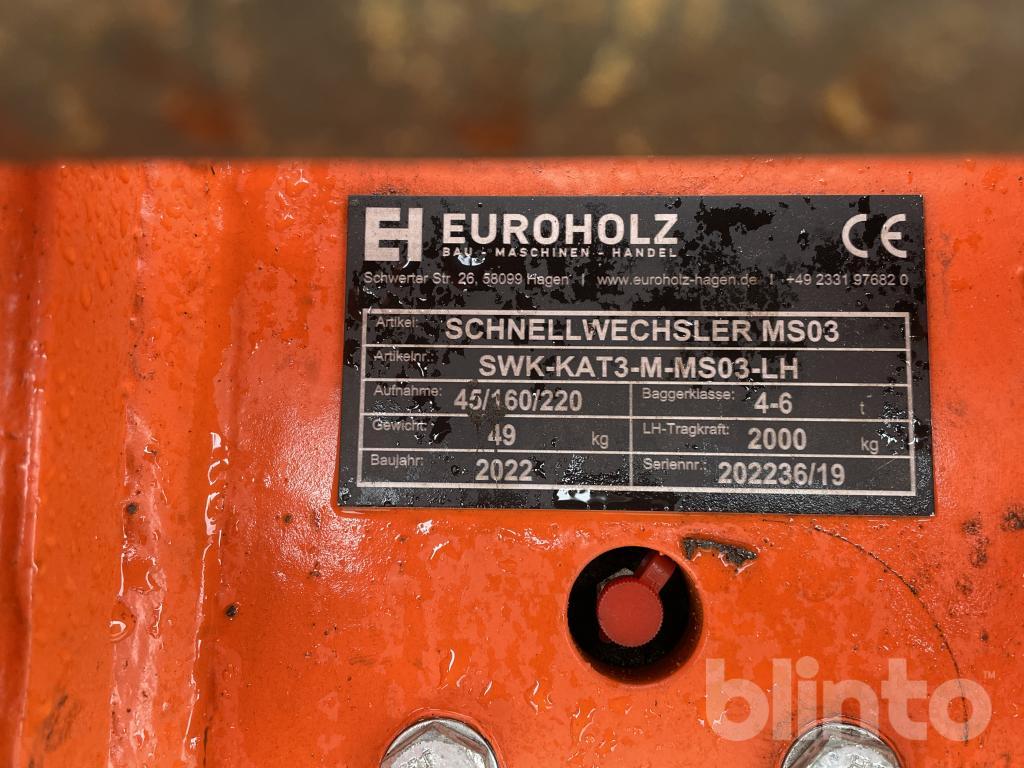 EH EUROHOLZ CE
BAU - MASCHINEN - HANDEL
Schwerter Str. 26, 58099 Hagen | www.euroholz-hagen.de | +49 2331 97682 0
Artikel: SCHNELLWECHSLER MS03
Artikelnr.: SWK-KAT3-M-MS03-LH
Aufnahme: 45/160/220 Baggerklasse: 4-6 t
Gewicht: 49 kg LH-Tragkraft: 2000 kg
Baujahr: 2022 Seriennr.: 202236/19
blinto™